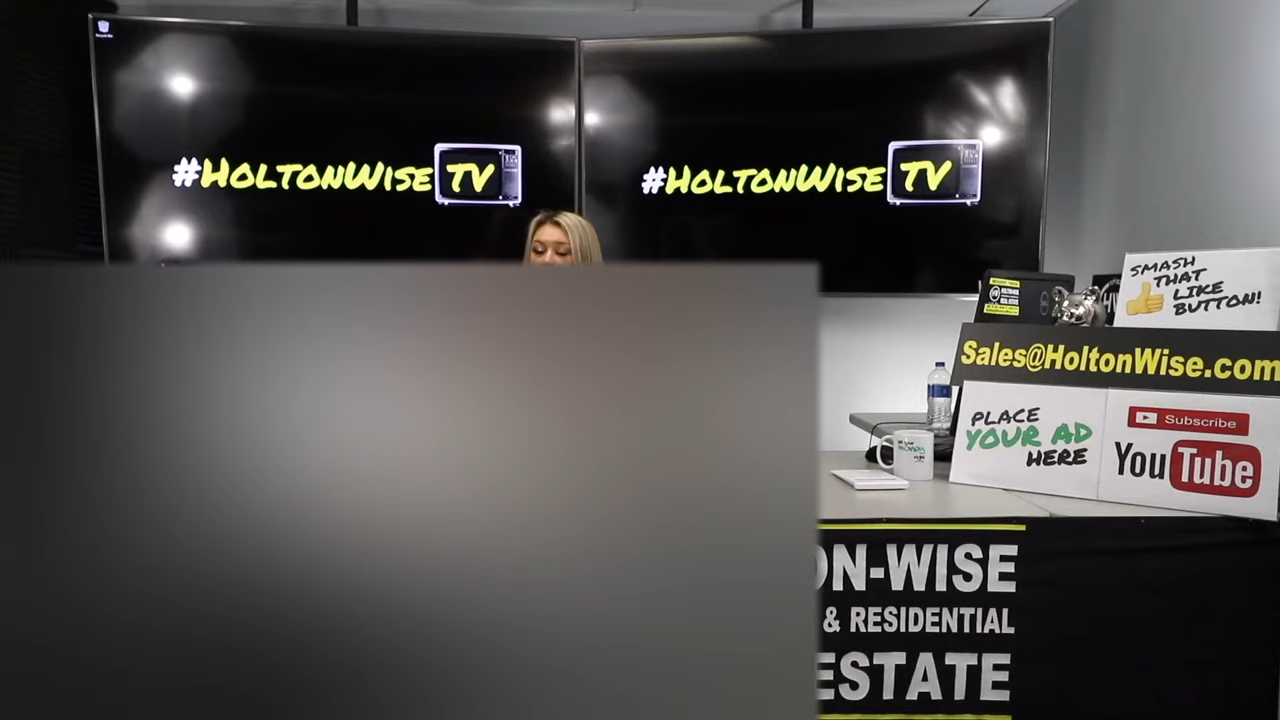 #HOLTONWISE TV
#HOLTONWISE TV
SMASH
THAT
LIKE
BUTTON!
Sales@HoltonWise.com
PLACE
YOUR AD
HERE
Subscribe
YouTube
ON-WISE
& RESIDENTIAL
ESTATE